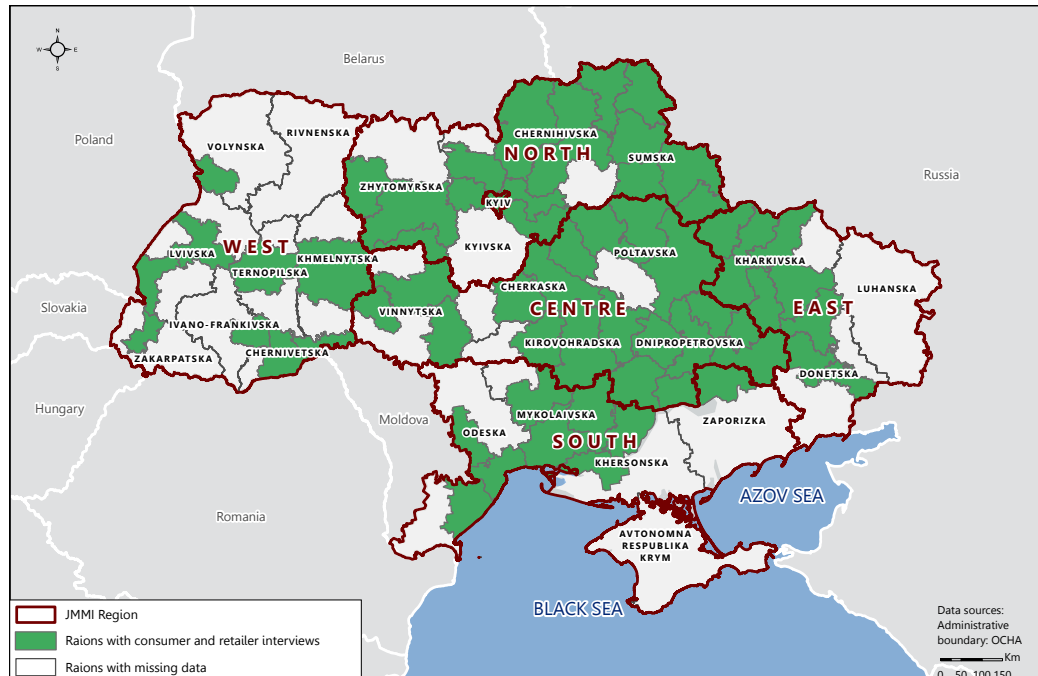 N
W
E
S
Belarus
Poland
Russia
Slovakia
Hungary
Moldova
Romania
RIVNENSKA
VOLYNSKA
CHERNIHIVSKA
NORTH
SUMSKA
ZHYTOMYRSKA
KYIV
KYIVSKA
WEST
LVIVSKA
KHMELNYTSKA
TERNOPILSKA
POLTAVSKA
KHARKIVSKA
CHERKASKA
CENTRE
EAST
LUHANSKA
VINNYTSKA
IVANO-FRANKIVSKA
CHERNIVETSKA
ZAKARPATSKA
KIROVOHRADSKA
DNIPROPETROVSKA
DONETSKA
MYKOLAIVSKA
ZAPORIZKA
ODESKA
SOUTH
KHERSONSKA
AZOV SEA
AVTONOMNA
RESPUBLIKA
KRYM
BLACK SEA
JMMI Region
Raions with consumer and retailer interviews
Raions with missing data
Data sources:
Administrative
boundary: OCHA
Km
0 50 100 150